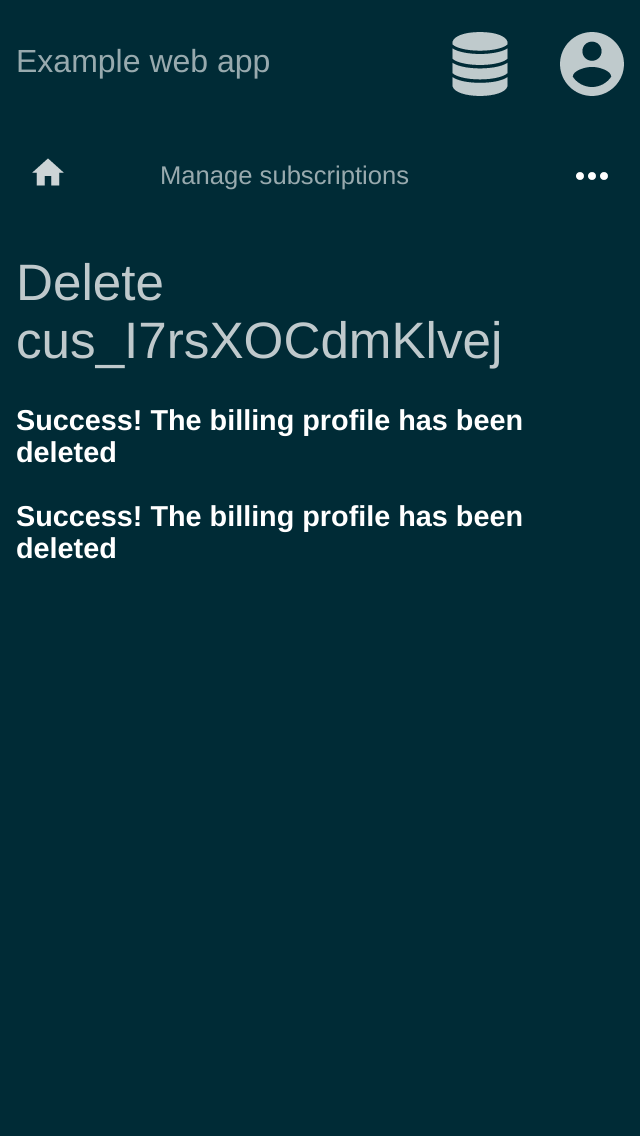 Example web app
Manage subscriptions
Delete
cus_I7rsXOCdmKlvej
Success! The billing profile has been
deleted
Success! The billing profile has been
deleted